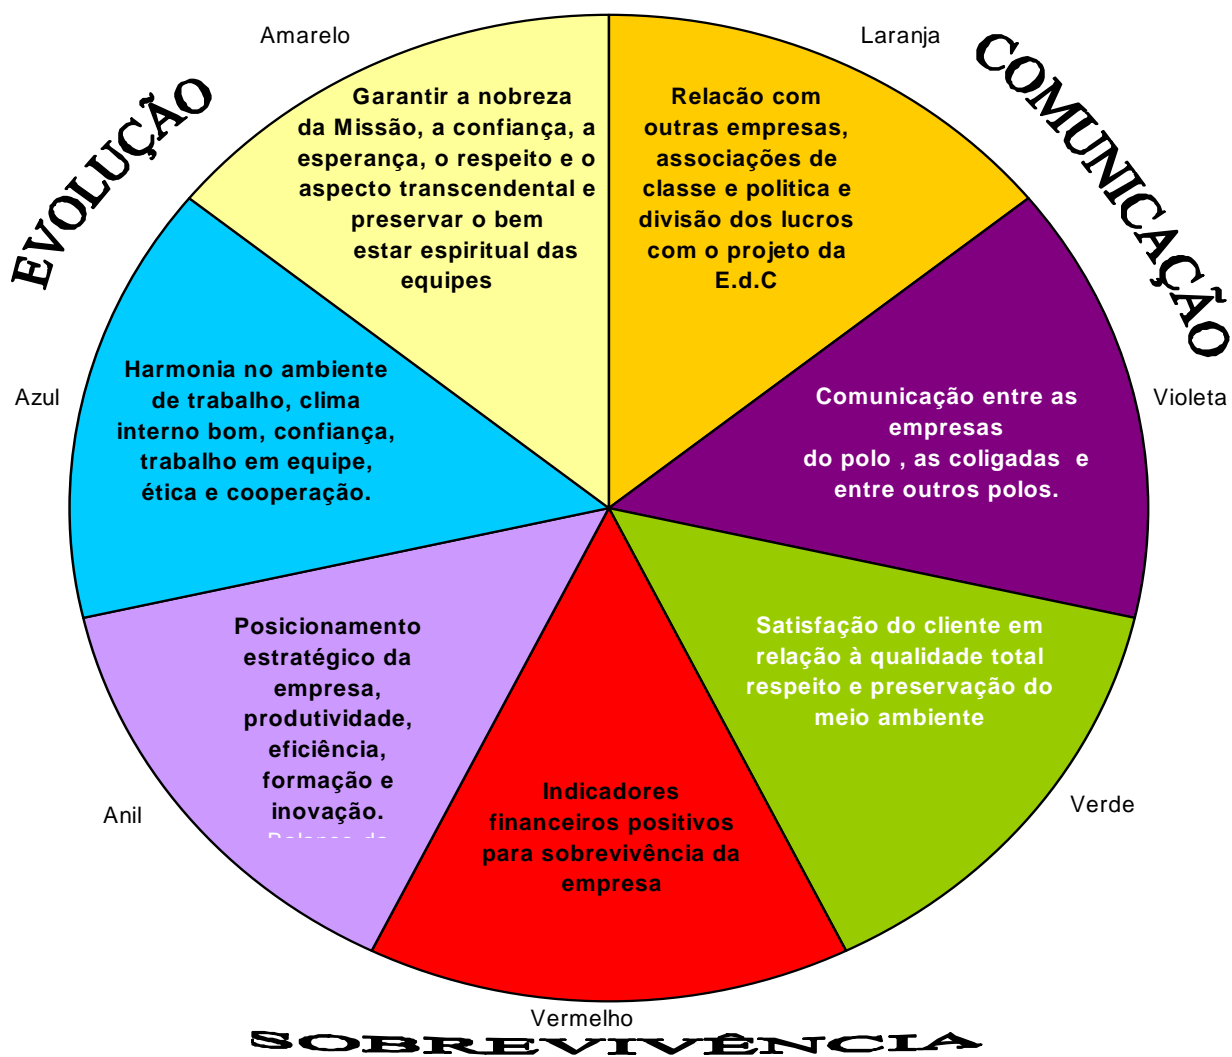 Amarelo
Laranja
EVOLUÇÃO
COMUNICAÇÃO
Garantir a nobreza
da Missão, a confiança, a
esperança, o respeito e o
aspecto transcendental e
preservar o bem
estar espiritual das
equipes
Relacão com
outras empresas,
associações de
classe e politica e
divisão dos lucros
com o projeto da
E.d.C
Azul
Harmonia no ambiente
de trabalho, clima
interno bom, confiança,
trabalho em equipe,
ética e cooperação.
Comunicação entre as
empresas
do polo , as coligadas e
entre outros polos.
Violeta
Posicionamento
estratégico da
empresa,
produtividade,
eficiência,
formação e
inovação.
Satisfação do cliente em
relação à qualidade total
respeito e preservação do
meio ambiente
Anil
Verde
Indicadores
financeiros positivos
para sobrevivência da
empresa
Vermelho
SOBREVIVÊNCIA